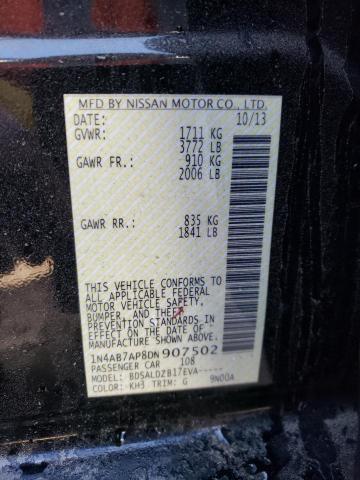 MFD BY NISSAN MOTOR CO., LTD.
DATE: 10/13
GVWR: 1711 KG
3772 LB
GAWR FR: 910 KG
2006 LB
GAWR RR: 835 KG
1841 LB
THIS VEHICLE CONFORMS TO
ALL APPLICABLE FEDERAL
MOTOR VEHICLE SAFETY,
BUMPER, AND THEFT
PREVENTION STANDARDS IN
EFFECT ON THE DATE OF
MANUFACTURE SHOWN ABOVE.
1N4AB7AP8DN907502
PASSENGER CAR 108
MODEL: BDSALDZB17EVA-----
COLOR: KH3 TRIM: G 9N00A